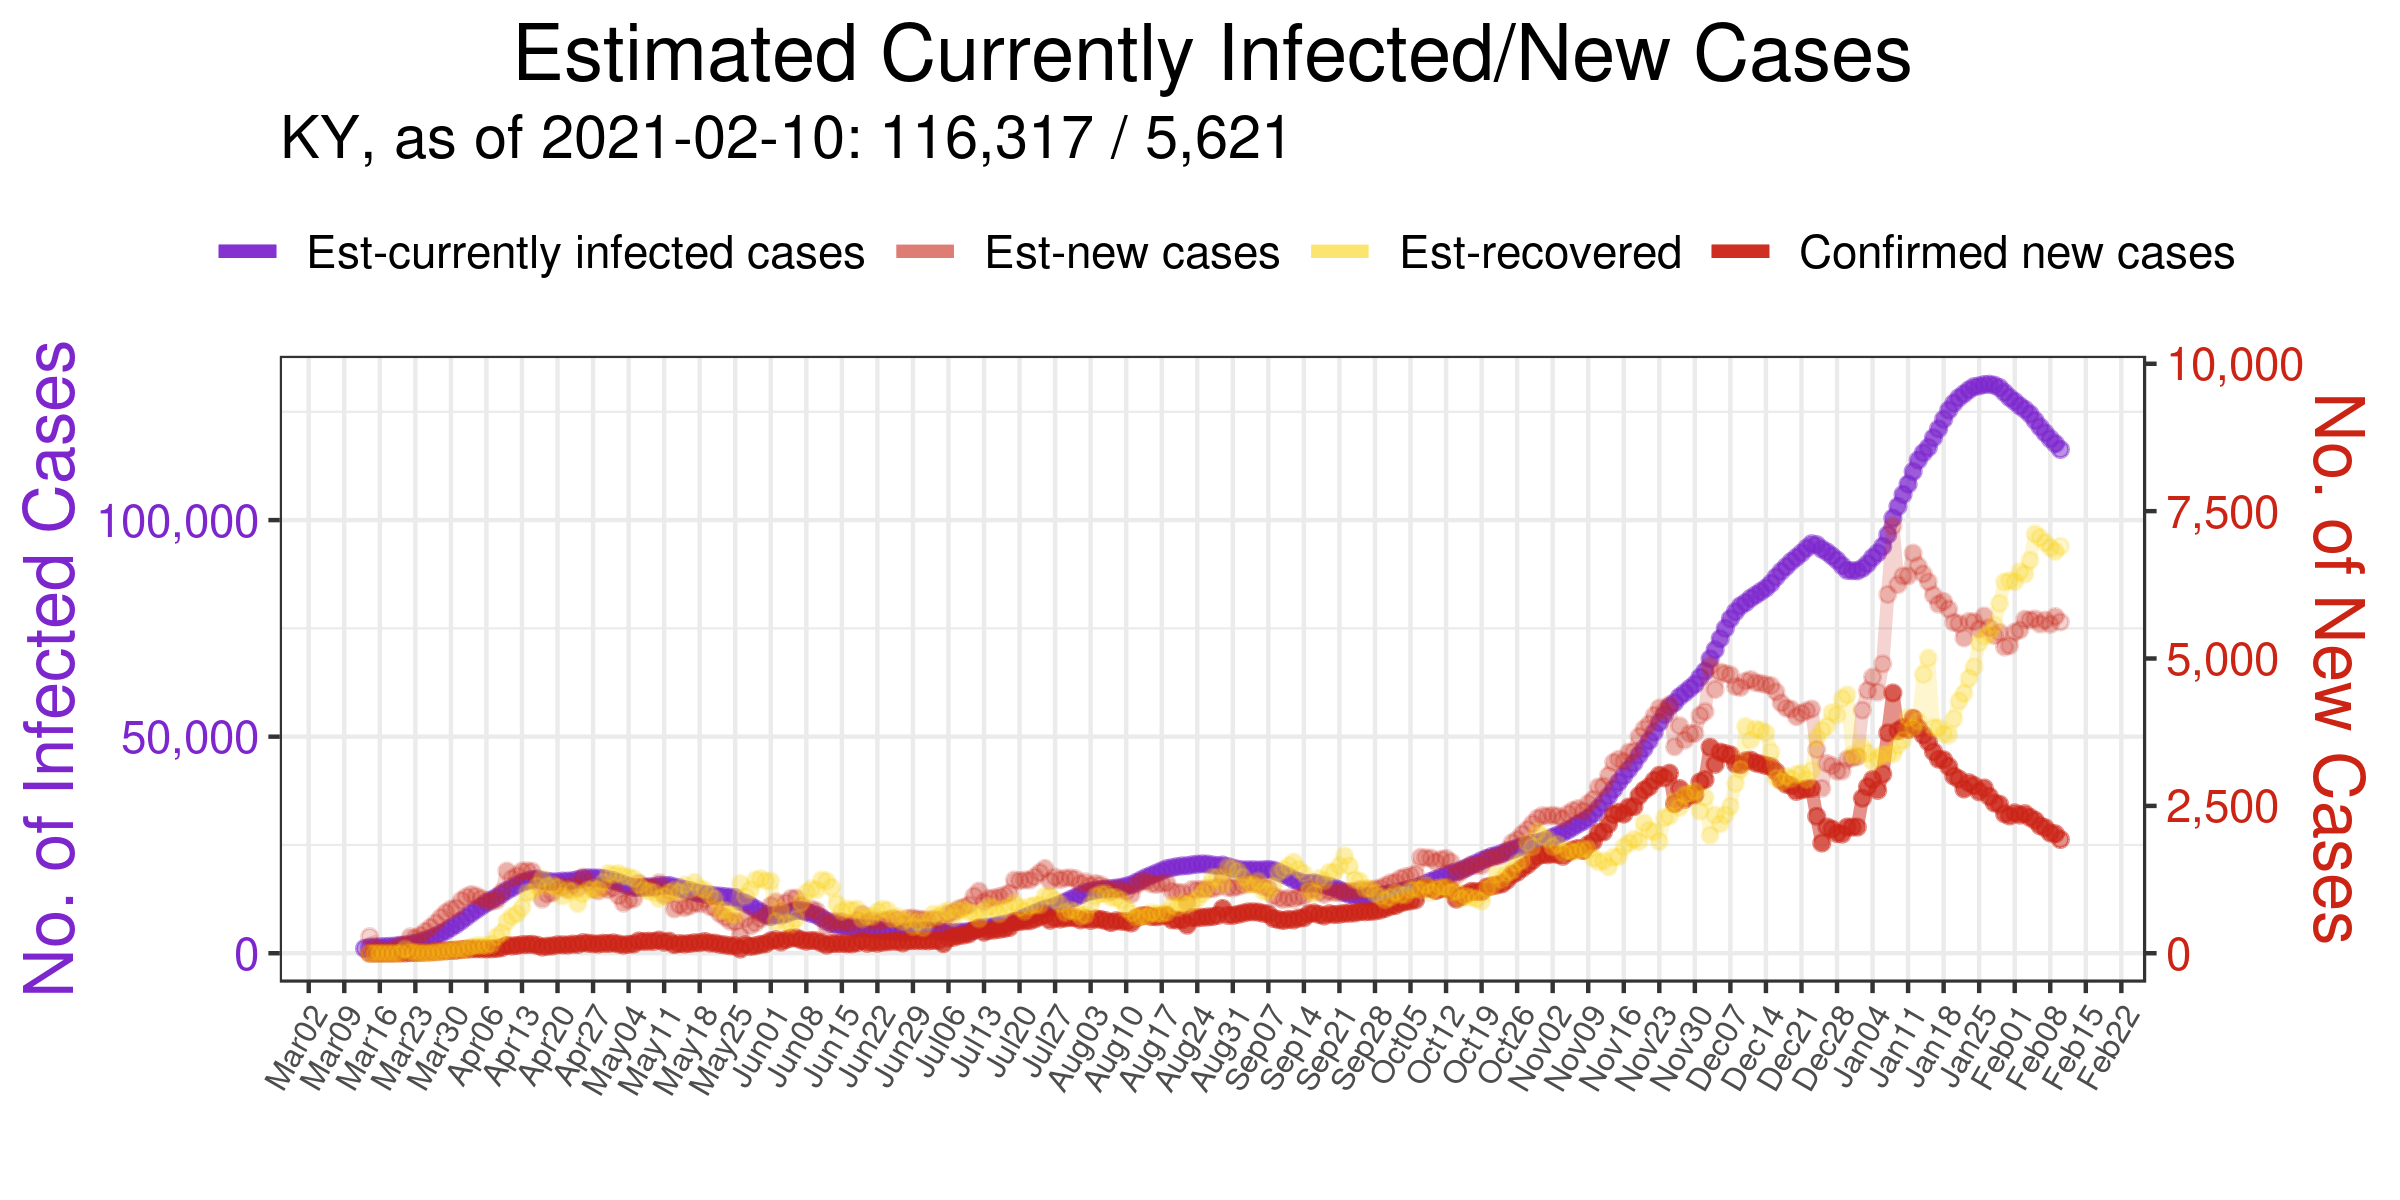 Estimated Currently Infected/New Cases
KY, as of 2021-02-10: 116,317 / 5,621
Est-currently infected cases Est-new cases Est-recovered Confirmed new cases
No. of Infected Cases
100,000
50,000
0
10,000
7,500
5,000
2,500
0
No. of New Cases
Mar02 Mar09 Mar16 Mar23 Mar30 Apr06 Apr13 Apr20 Apr27 May04 May11 May18 May25 Jun01 Jun08 Jun15 Jun22 Jun29 Jul06 Jul13 Jul20 Jul27 Aug03 Aug10 Aug17 Aug24 Aug31 Sep07 Sep14 Sep21 Sep28 Oct05 Oct12 Oct19 Oct26 Nov02 Nov09 Nov16 Nov23 Nov30 Dec07 Dec14 Dec21 Dec28 Jan04 Jan11 Jan18 Jan25 Feb01 Feb08 Feb15 Feb22